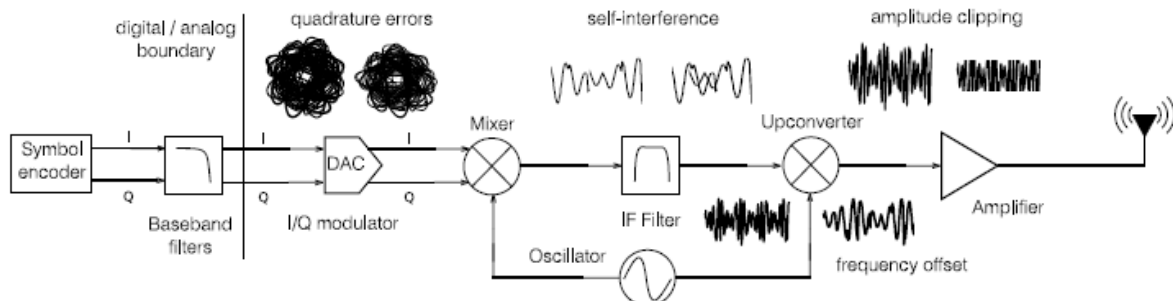 digital / analog
boundary
quadrature errors
self-interference
amplitude clipping
Symbol
encoder
I
Q
I
Q
DAC
I
Q
Mixer
Upconverter
Baseband
filters
I/Q modulator
IF Filter
Amplifier
Oscillator
frequency offset